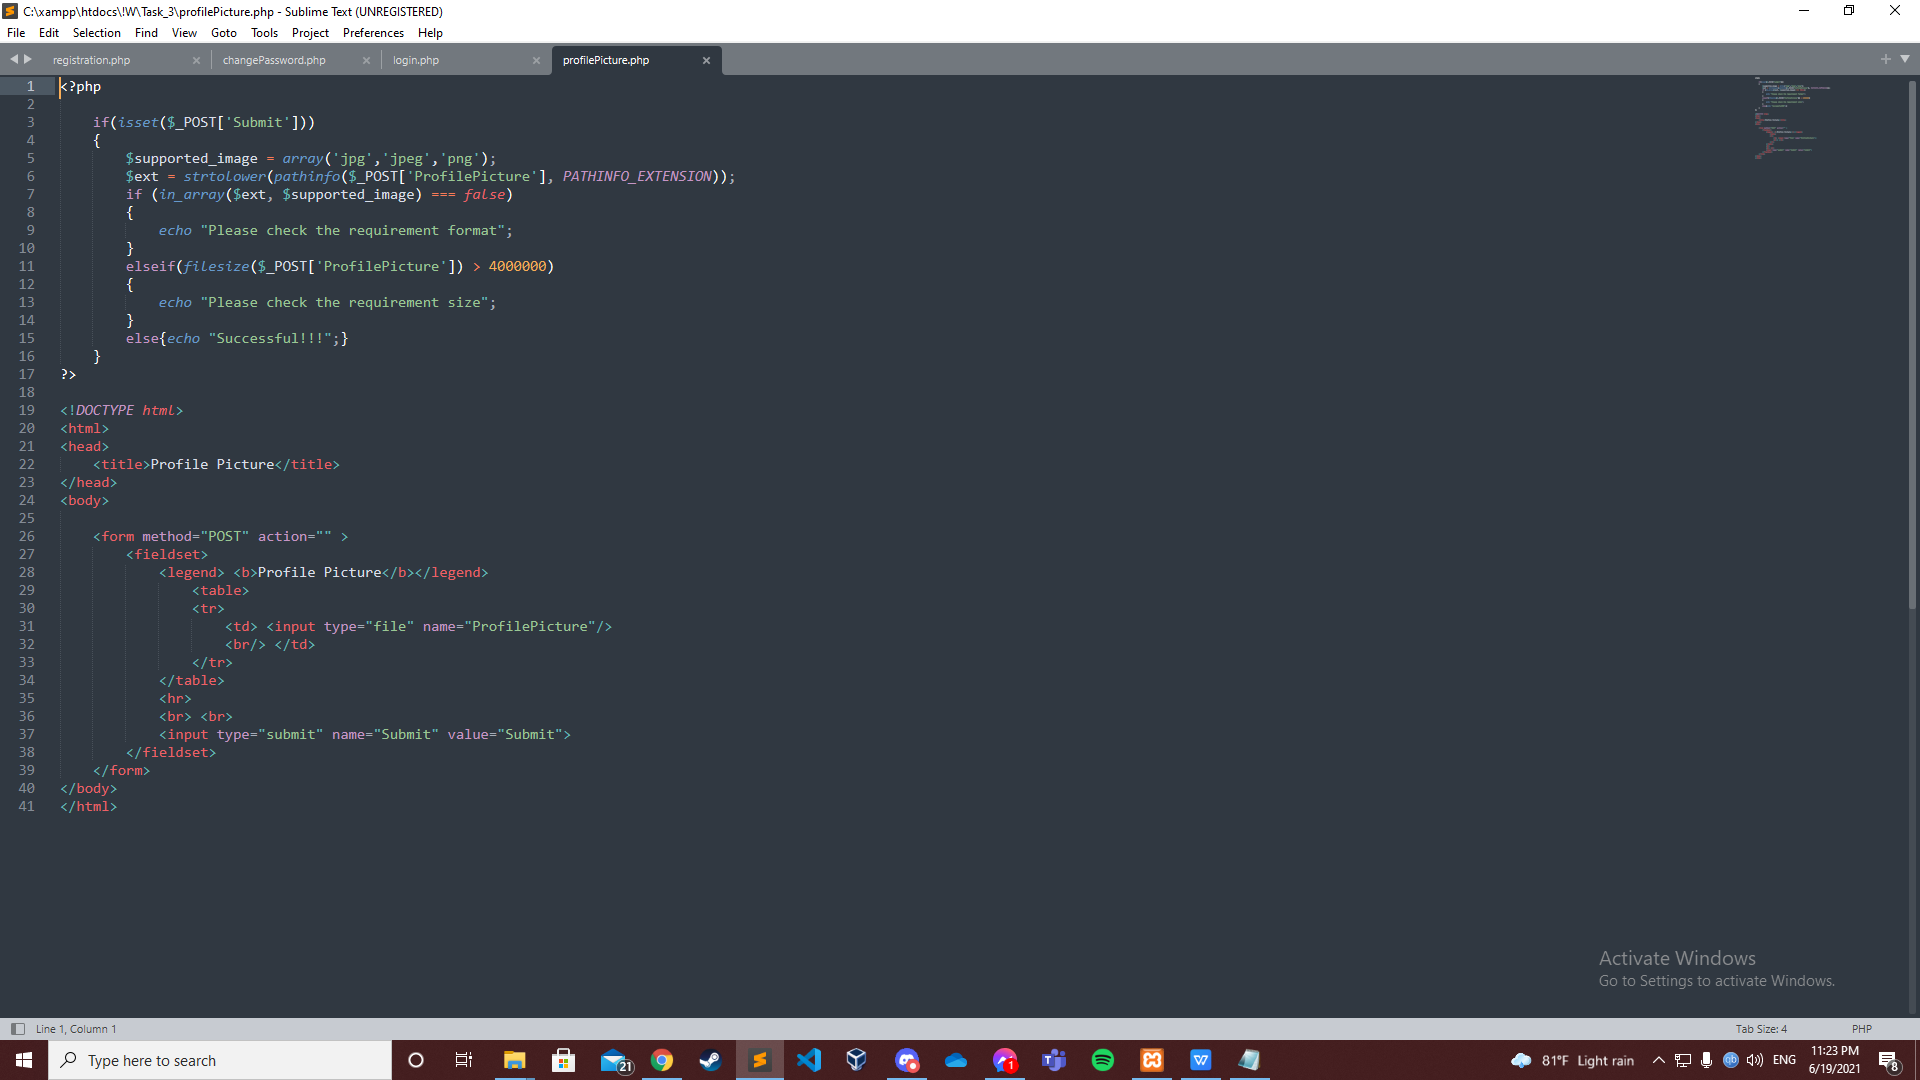 C:\xampp\htdocs\!W\Task_3\profilePicture.php - Sublime Text (UNREGISTERED)
File Edit Selection Find View Goto Tools Project Preferences Help
registration.php changePassword.php login.php profilePicture.php
1 <?php
2
3 if(isset($_POST['Submit']))
4 {
5 $supported_image = array('jpg','jpeg','png');
6 $ext = strtolower(pathinfo($_POST['ProfilePicture'], PATHINFO_EXTENSION));
7 if (in_array($ext, $supported_image) === false)
8 {
9 echo "Please check the requirement format";
10 }
11 elseif(filesize($_POST['ProfilePicture']) > 4000000)
12 {
13 echo "Please check the requirement size";
14 }
15 else{echo "Successful!!!";}
16 }
17 ?>
18
19 <!DOCTYPE html>
20 <html>
21 <head>
22 <title>Profile Picture</title>
23 </head>
24 <body>
25
26 <form method="POST" action="" >
27 <fieldset>
28 <legend> <b>Profile Picture</b></legend>
29 <table>
30 <tr>
31 <td> <input type="file" name="ProfilePicture"/>
32 <br/> </td>
33 </tr>
34 </table>
35 <hr>
36 <br> <br>
37 <input type="submit" name="Submit" value="Submit">
38 </fieldset>
39 </form>
40 </body>
41 </html>
Activate Windows
Go to Settings to activate Windows.
Line 1, Column 1 Tab Size: 4 PHP
Type here to search 21 1 81°F Light rain ENG 11:23 PM 8
6/19/2021